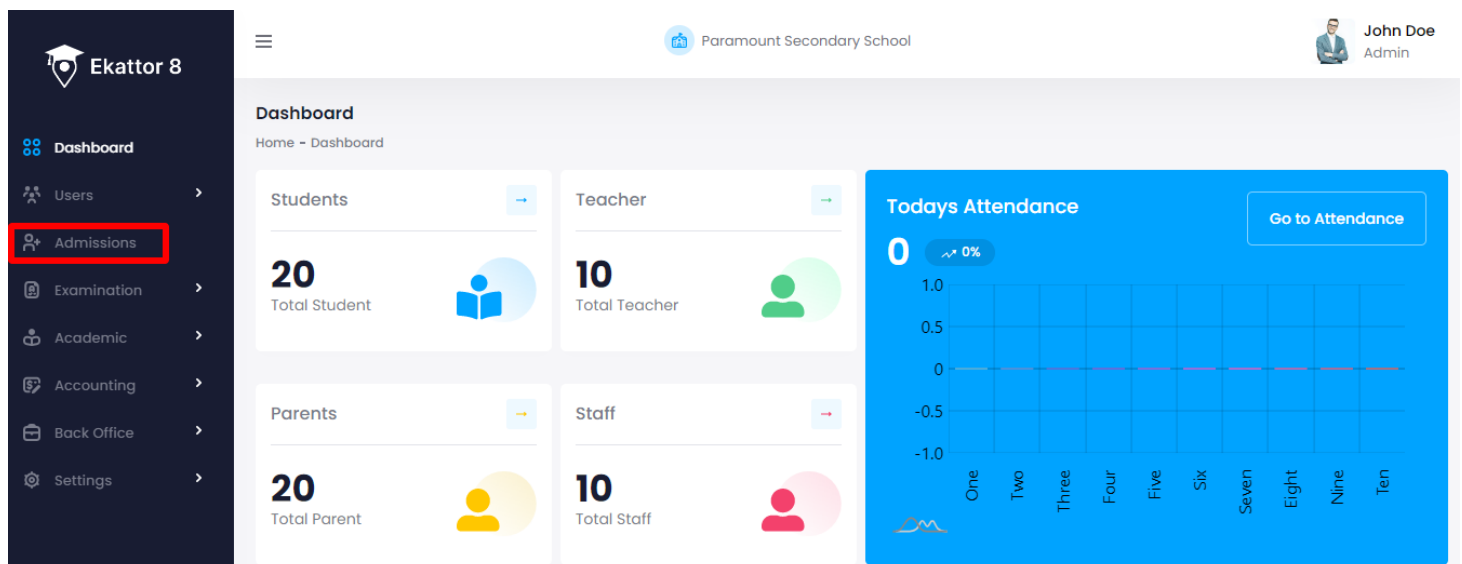 Ekattor 8
Paramount Secondary School
John Doe
Admin
Dashboard
Users
Admissions
Examination
Academic
Accounting
Back Office
Settings
Dashboard
Home - Dashboard
Students
20
Total Student
Teacher
10
Total Teacher
Parents
20
Total Parent
Staff
10
Total Staff
Todays Attendance
Go to Attendance
0
0%
1.0
0.5
0
-0.5
-1.0
One
Two
Three
Four
Five
Six
Seven
Eight
Nine
Ten